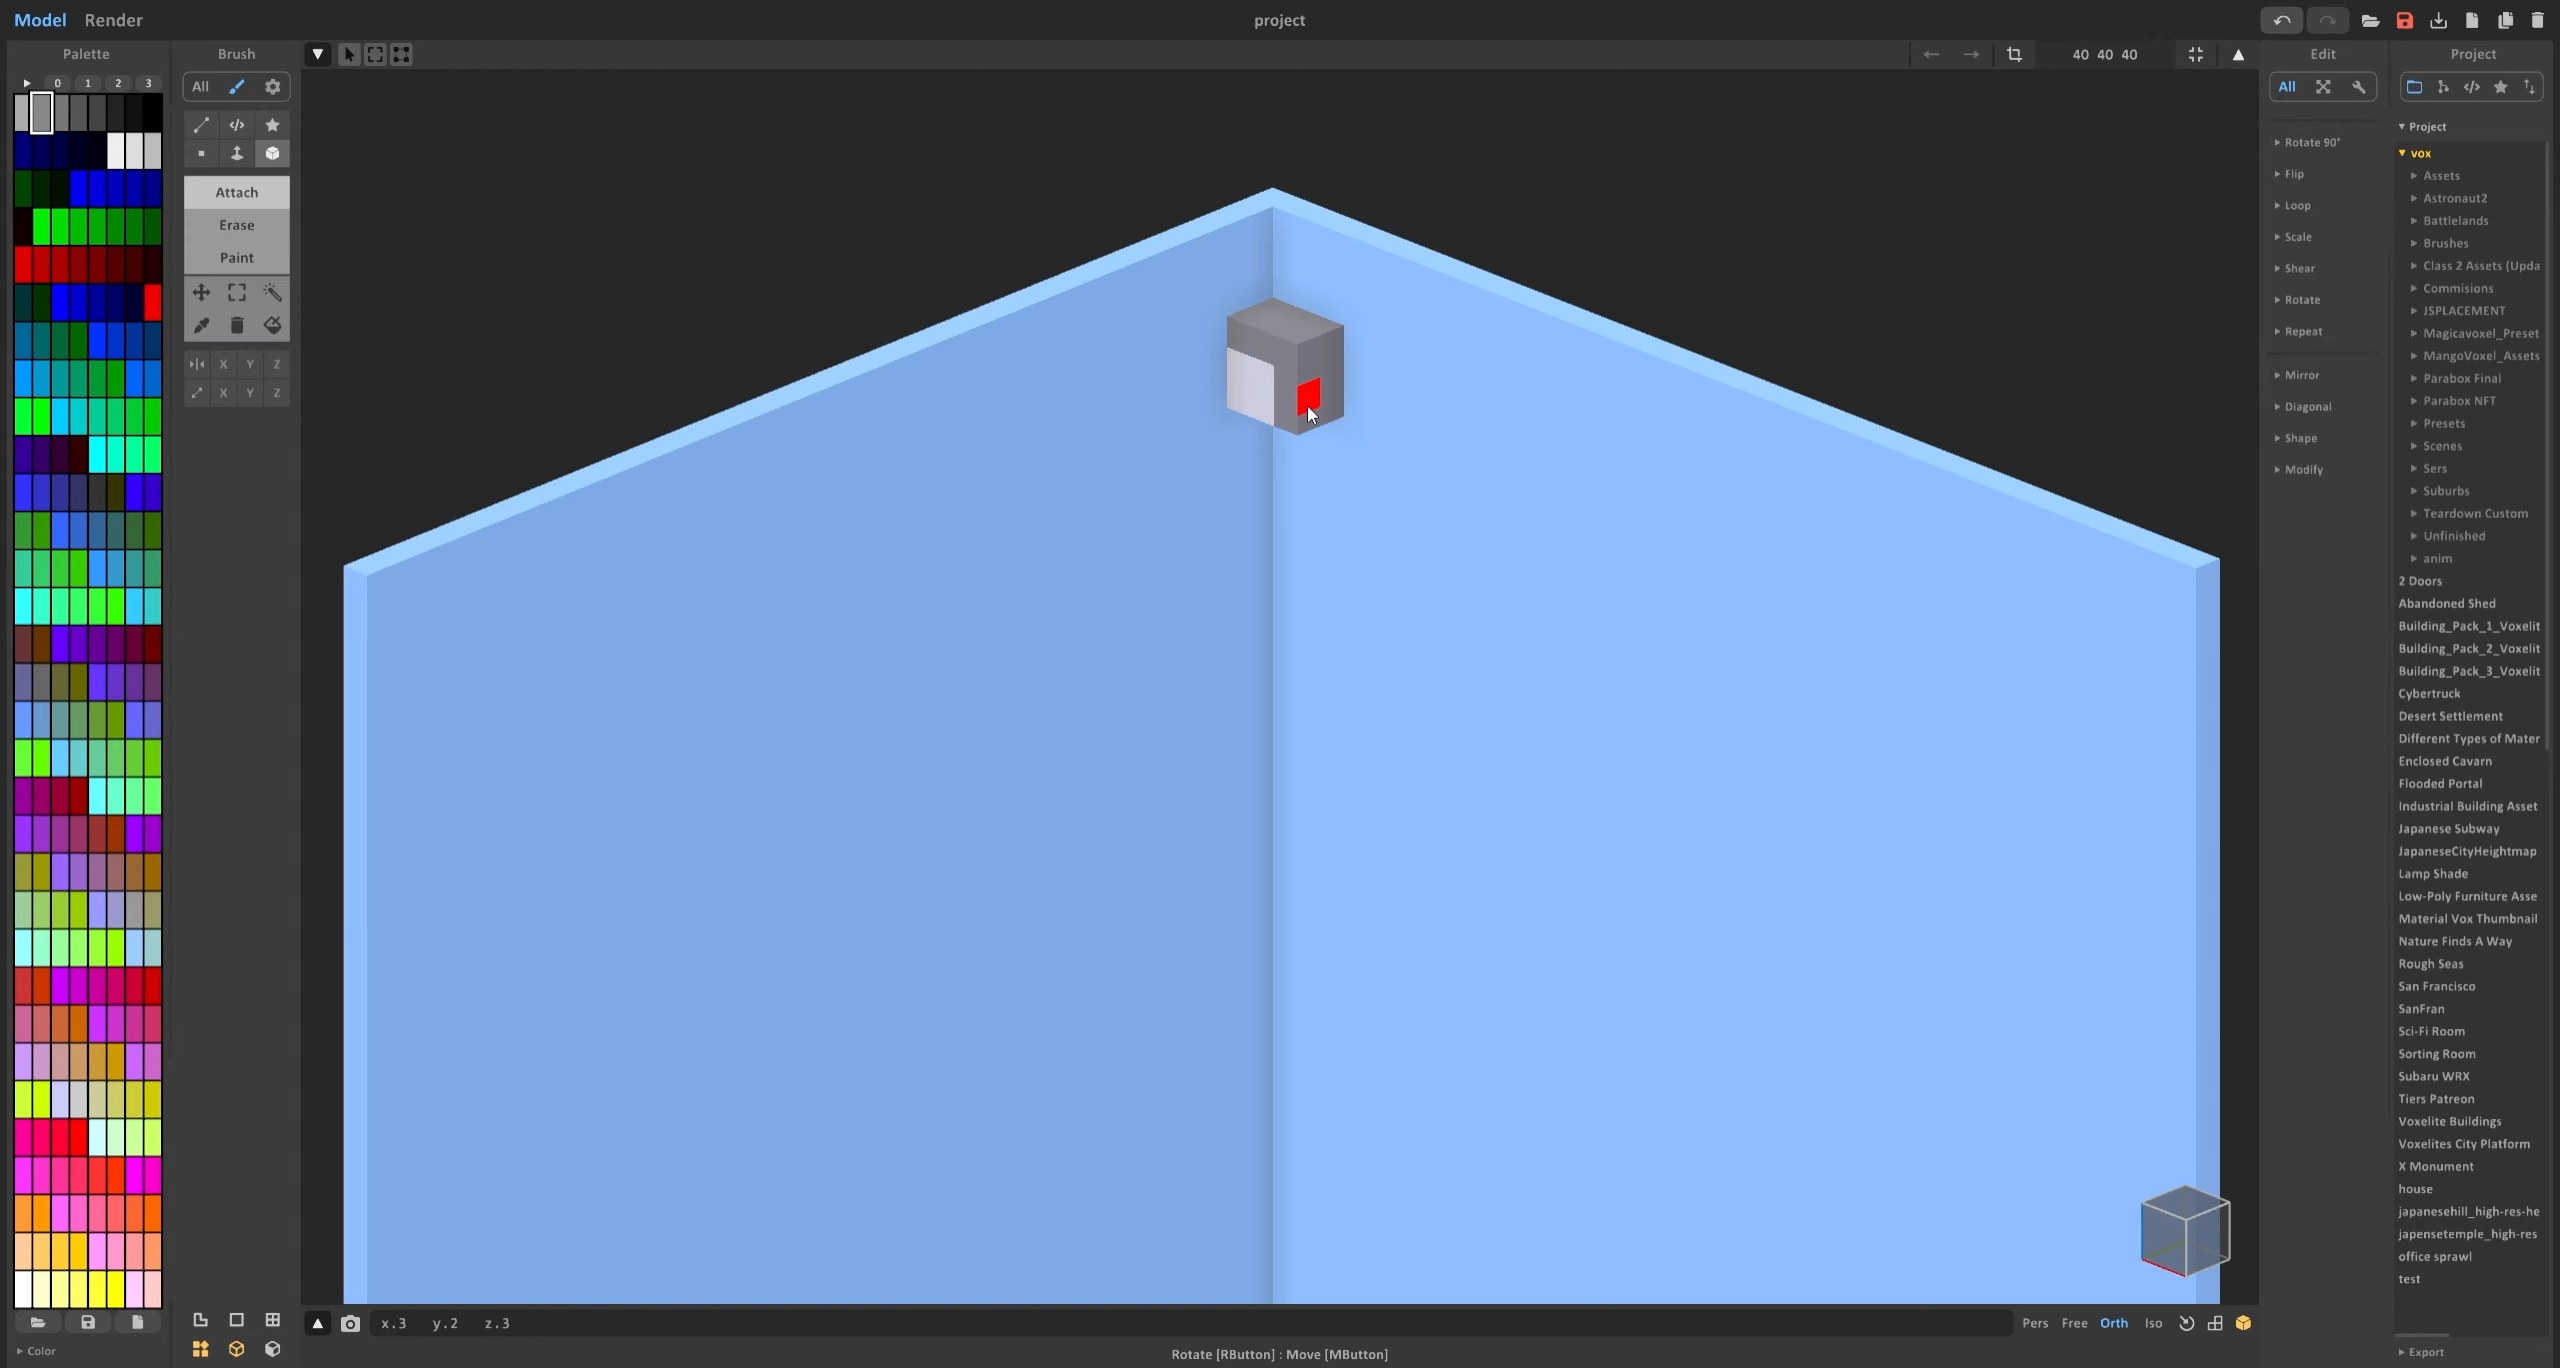 Model Render
project
Palette
Brush
40 40 40
Edit
Project
0 1 2 3
All
All
Project
vox
Assets
Astronaut2
Battlelands
Brushes
Class 2 Assets (Upda
Commisions
JSPLACEMENT
Magicavoxel_Preset
MangoVoxel_Assets
Parabox Final
Parabox NFT
Presets
Scenes
Sers
Suburbs
Teardown Custom
Unfinished
anim
2 Doors
Abandoned Shed
Building_Pack_1_Voxelit
Building_Pack_2_Voxelit
Building_Pack_3_Voxelit
Cybertruck
Desert Settlement
Different Types of Mater
Enclosed Cavarn
Flooded Portal
Industrial Building Asset
Japanese Subway
JapaneseCityHeightmap
Lamp Shade
Low-Poly Furniture Asse
Material Vox Thumbnail
Nature Finds A Way
Rough Seas
San Francisco
SanFran
Sci-Fi Room
Sorting Room
Subaru WRX
Tiers Patreon
Voxelite Buildings
Voxelites City Platform
X Monument
house
japanesehill_high-res-he
japensetemple_high-res
office sprawl
test
Export
Rotate 90°
Flip
Loop
Scale
Shear
Rotate
Repeat
Mirror
Diagonal
Shape
Modify
Attach
Erase
Paint
X Y Z
X Y Z
x.3 y.2 z.3
Pers Free Orth Iso
Color
Rotate [RButton] : Move [MButton]